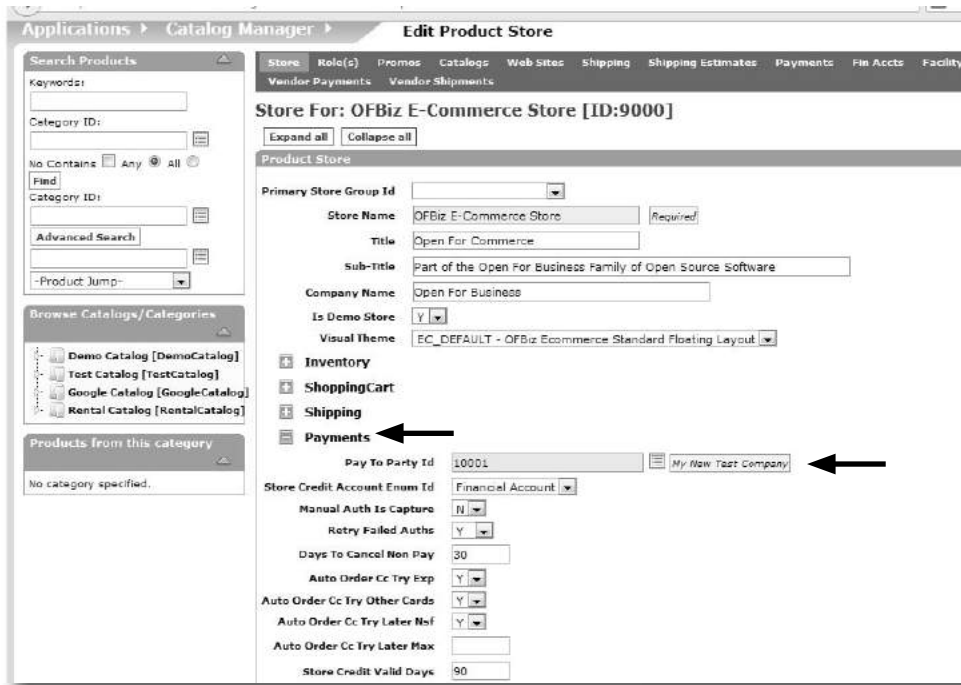 Applications Catalog Manager Edit Product Store
Search Products
Keywords:
Category ID:
No Contains Any All
Find
Category ID:
Advanced Search
-Product Jump-
Browse Catalogs/Categories
Demo Catalog [DemoCatalog]
Test Catalog [TestCatalog]
Google Catalog [GoogleCatalog]
Rental Catalog [RentalCatalog]
Products from this category
No category specified.
Store Role(s) Promos Catalogs Web Sites Shipping Shipping Estimates Payments Fin Accts Facility
Vendor Payments Vendor Shipments
Store For: OFBiz E-Commerce Store [ID:9000]
Expand all Collapse all
Product Store
Primary Store Group Id
Store Name OFBiz E-Commerce Store Required
Title Open For Commerce
Sub-Title Part of the Open For Business Family of Open Source Software
Company Name Open For Business
Is Demo Store Y
Visual Theme EC_DEFAULT - OFBiz Ecommerce Standard Floating Layout
Inventory
ShoppingCart
Shipping
Payments
Pay To Party Id 10001 My New Test Company
Store Credit Account Enum Id Financial Account
Manual Auth Is Capture N
Retry Failed Auths Y
Days To Cancel Non Pay 30
Auto Order Cc Try Exp Y
Auto Order Cc Try Other Cards Y
Auto Order Cc Try Later Nsf Y
Auto Order Cc Try Later Max
Store Credit Valid Days 90